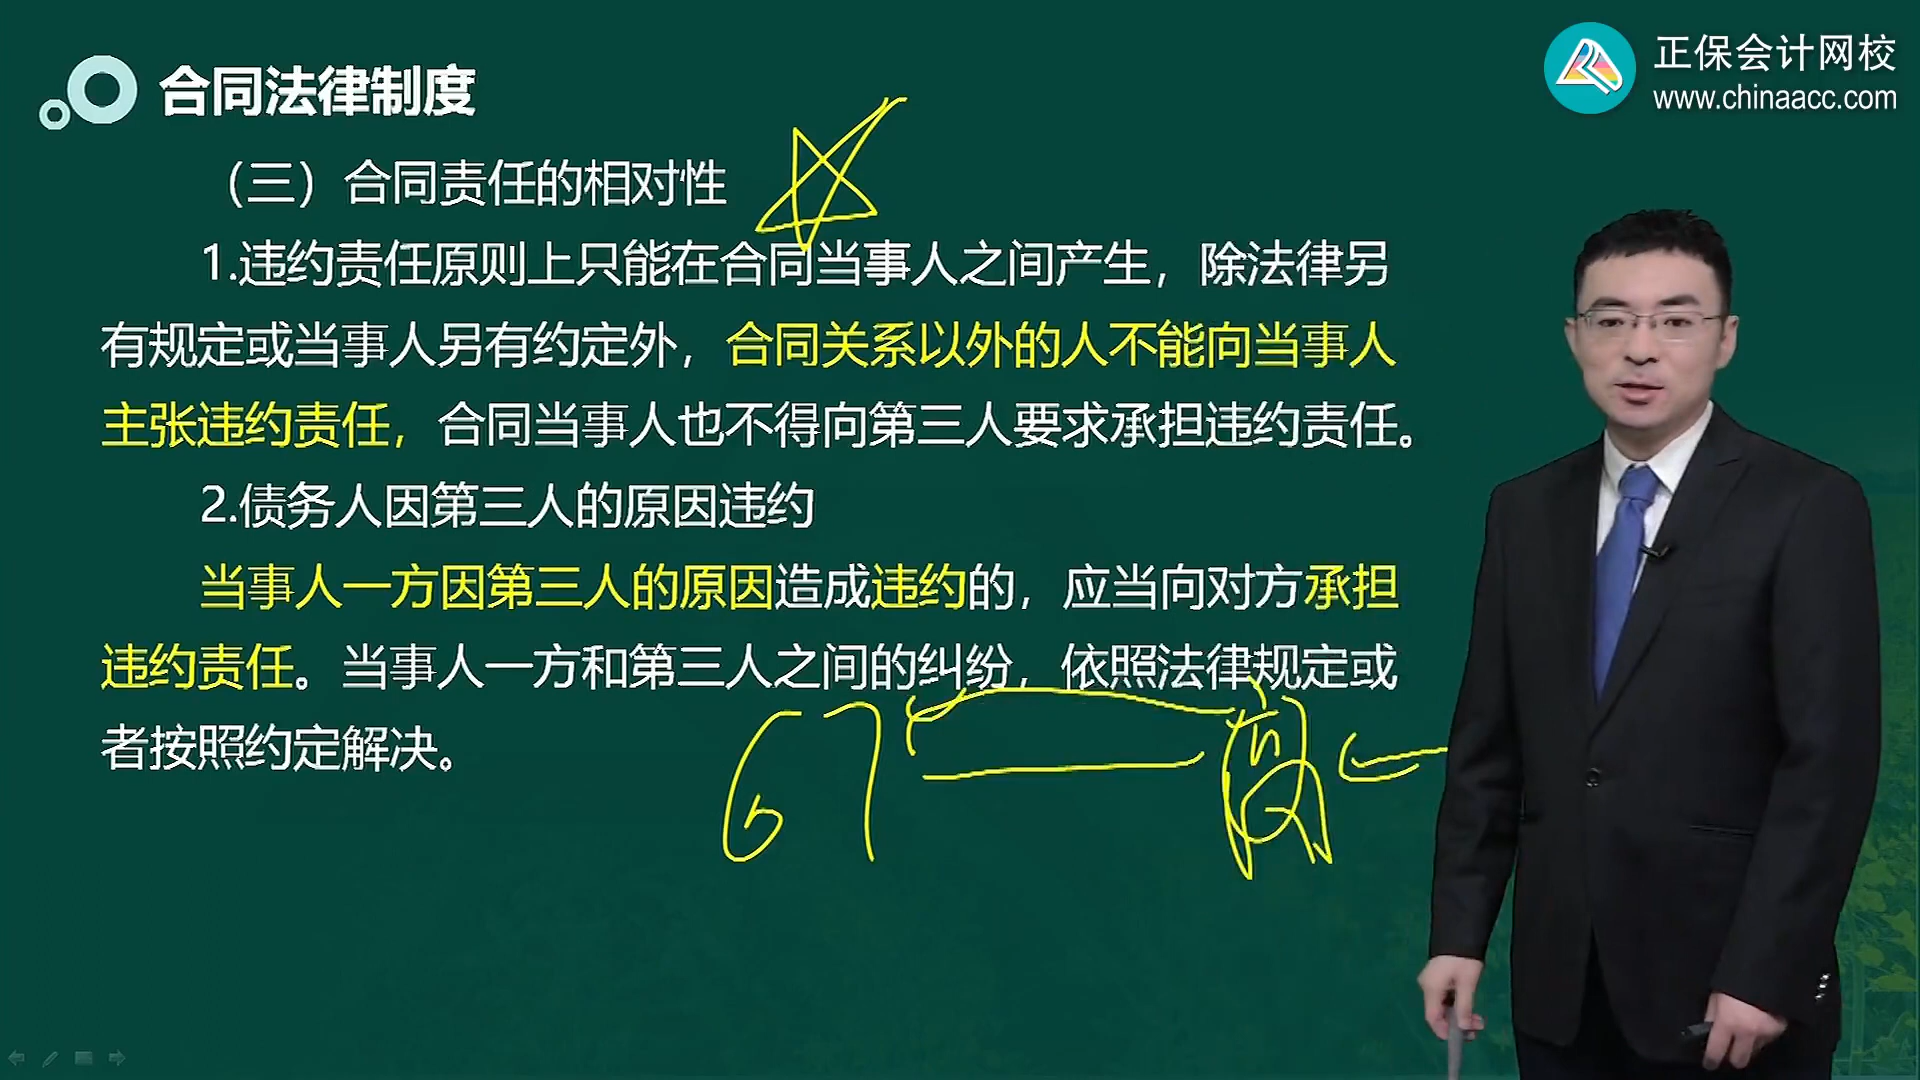 正保会计网校
www.chinaacc.com
合同法律制度
（三）合同责任的相对性
1.违约责任原则上只能在合同当事人之间产生，除法律另
有规定或当事人另有约定外，合同关系以外的人不能向当事人
主张违约责任，合同当事人也不得向第三人要求承担违约责任。
2.债务人因第三人的原因违约
当事人一方因第三人的原因造成违约的，应当向对方承担
违约责任。当事人一方和第三人之间的纠纷，依照法律规定或
者按照约定解决。
67